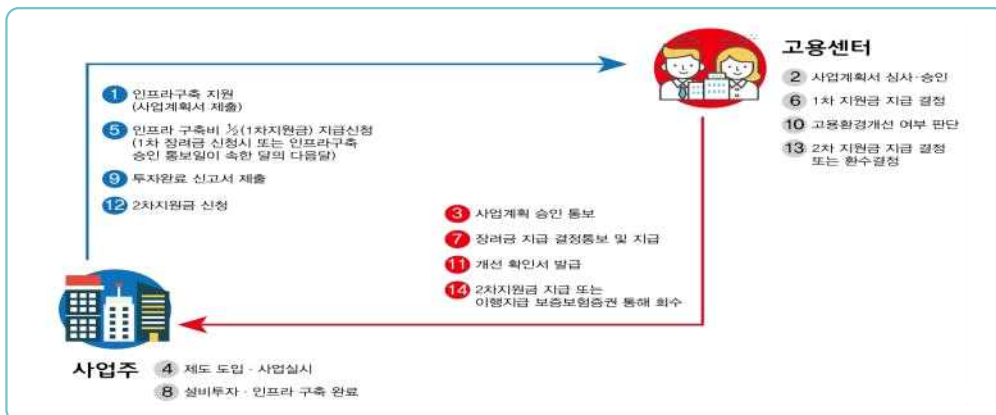 고용센터
2 사업계획서 심사·승인
6 1차 지원금 지급 결정
10 고용환경개선 여부 판단
13 2차 지원금 지급 결정
또는 환수결정
1 인프라구축 지원
(사업계획서 제출)
5 인프라 구축비 ½(1차지원금) 지급신청
(1차 장려금 신청시 또는 인프라구축
승인 통보일이 속한 달의 다음달)
9 투자완료 신고서 제출
12 2차지원금 신청
3 사업계획 승인 통보
7 장려금 지급 결정통보 및 지급
11 개선 확인서 발급
14 2차지원금 지급 또는
이행지급 보증보험증권 통해 회수
사업주
4 제도 도입·사업실시
8 설비투자·인프라 구축 완료